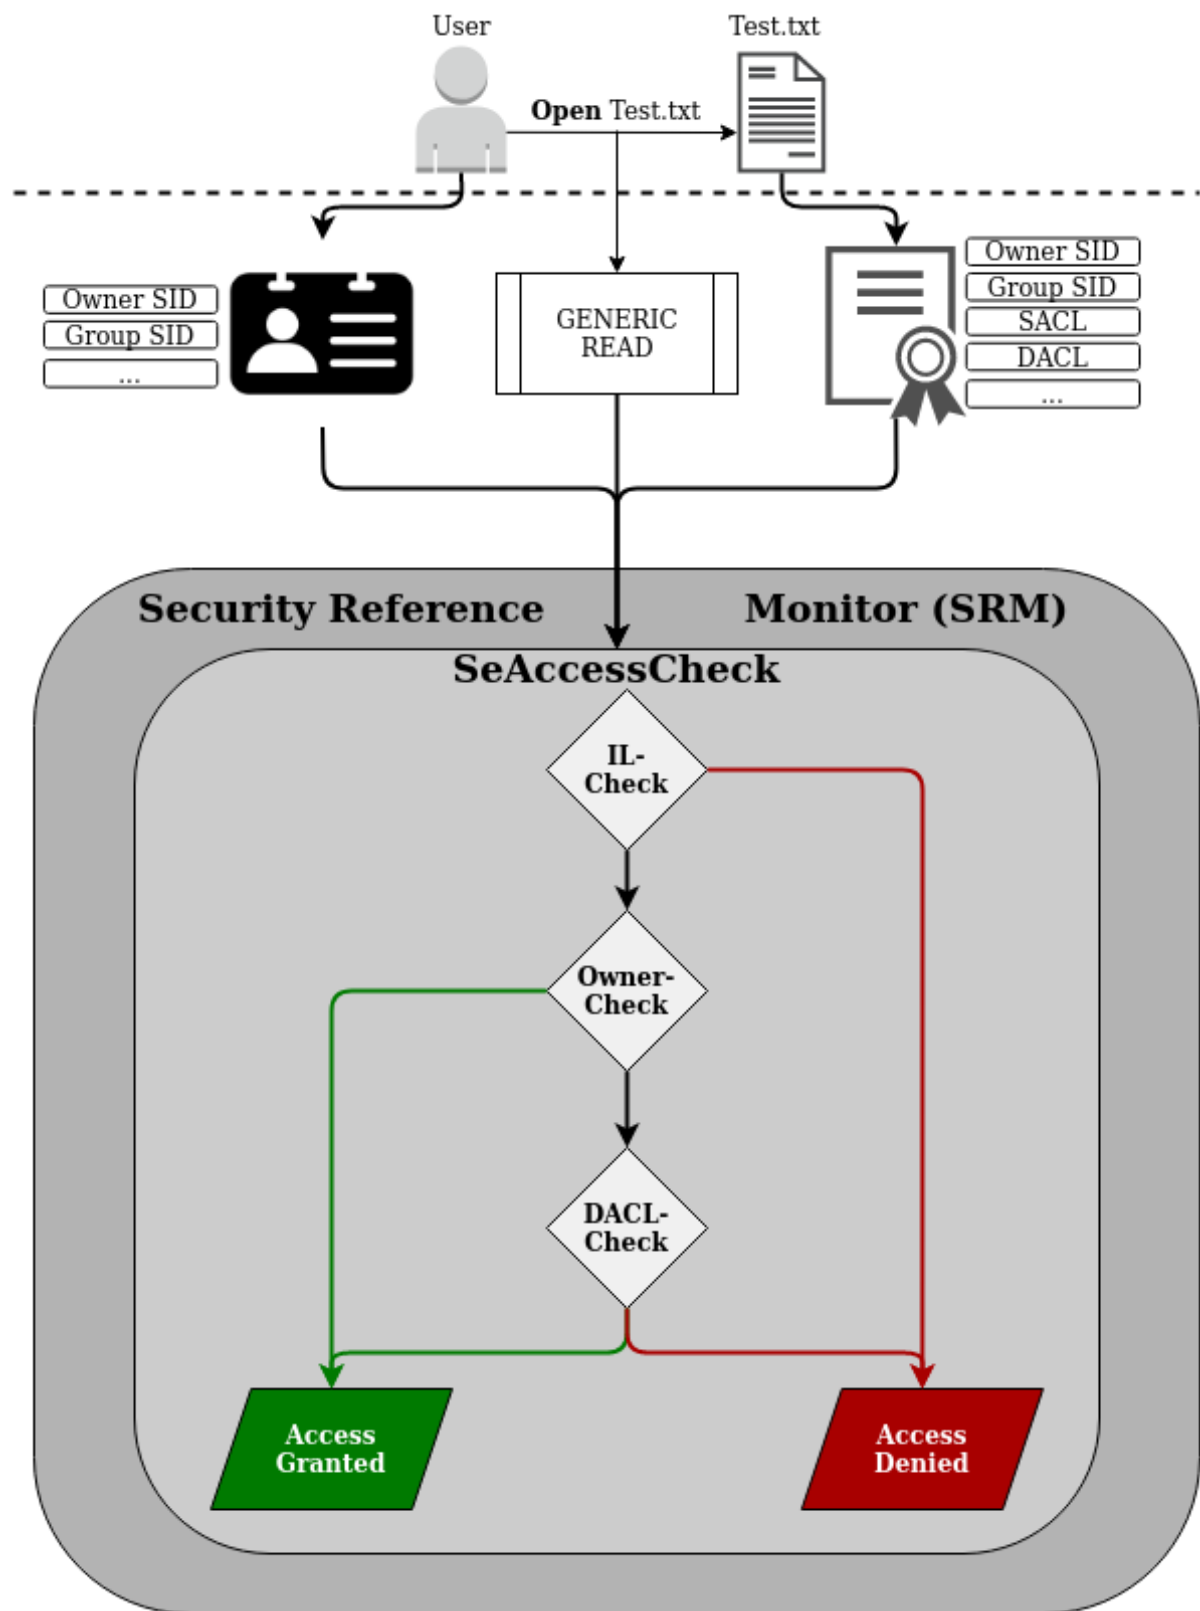 User
Test.txt
Open Test.txt
Owner SID
Group SID
...
GENERIC
READ
Owner SID
Group SID
SACL
DACL
...
Security Reference Monitor (SRM)
SeAccessCheck
IL-
Check
Owner-
Check
DACL-
Check
Access
Granted
Access
Denied